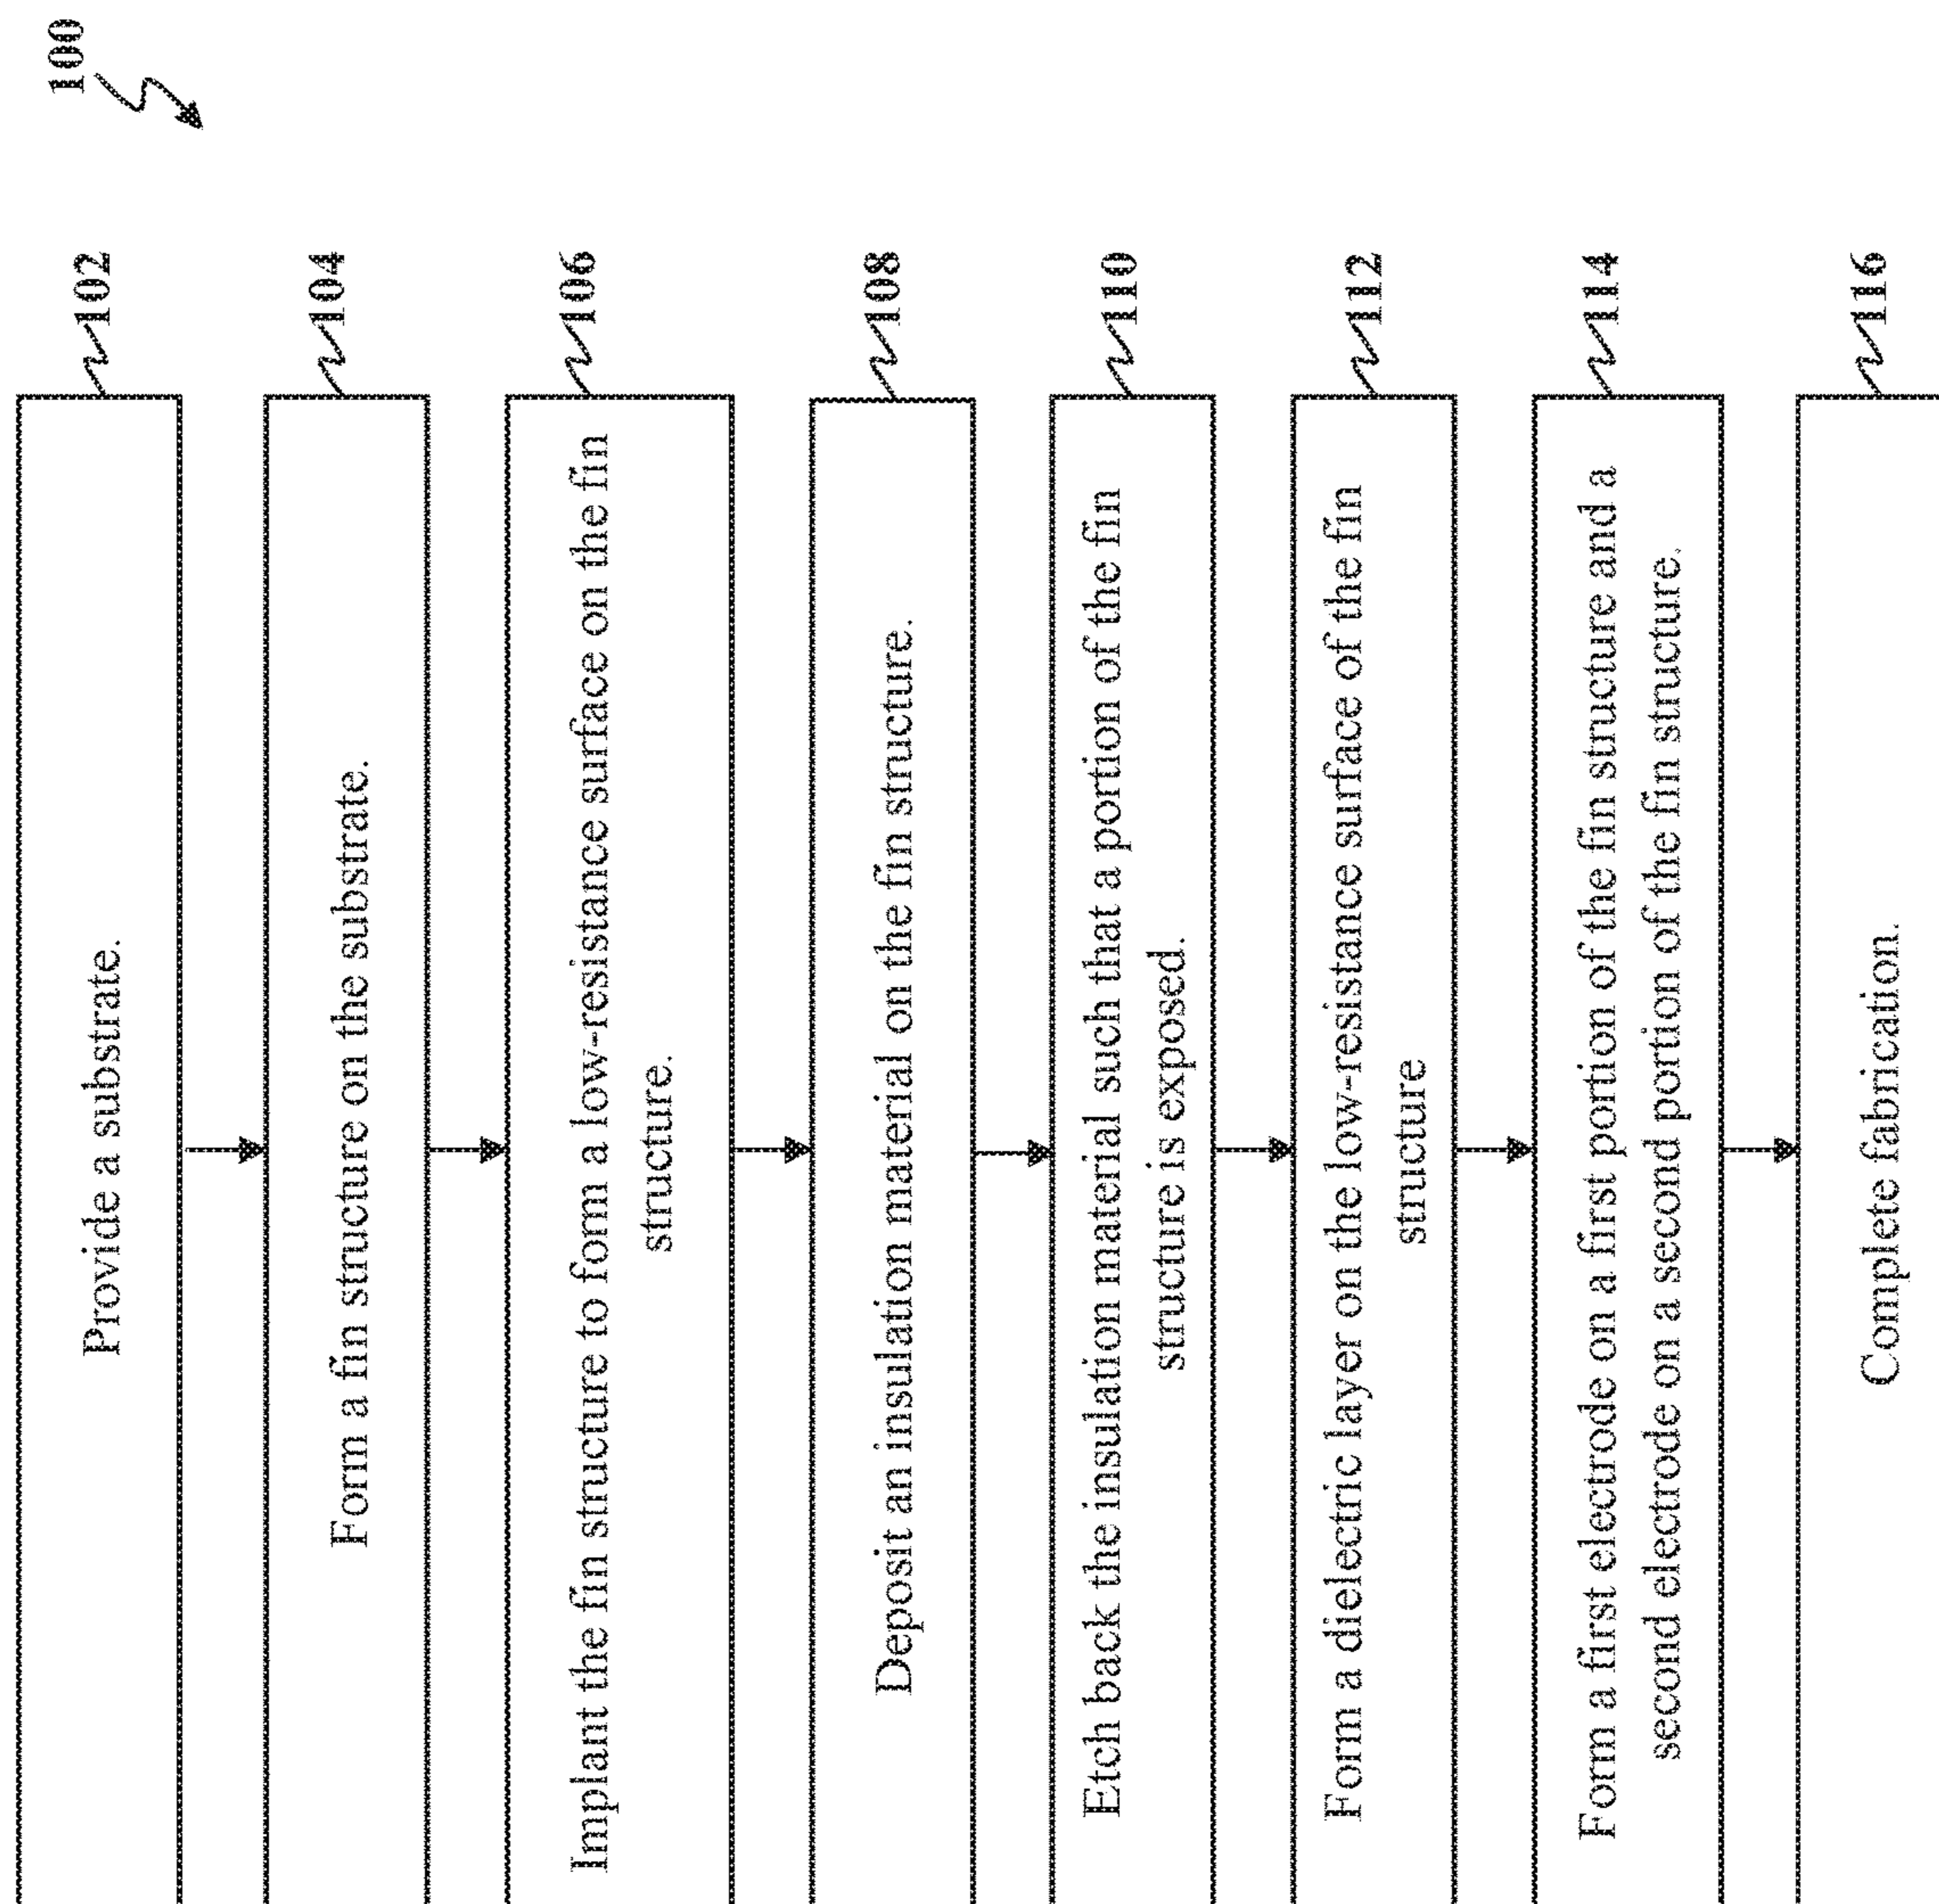 100
Provide a substrate.
102
Form a fin structure on the substrate.
104
Implant the fin structure to form a low-resistance surface on the fin
structure.
106
Deposit an insulation material on the fin structure.
108
Etch back the insulation material such that a portion of the fin
structure is exposed.
110
Form a dielectric layer on the low-resistance surface of the fin
structure
112
Form a first electrode on a first portion of the fin structure and a
second electrode on a second portion of the fin structure.
114
Complete fabrication.
116